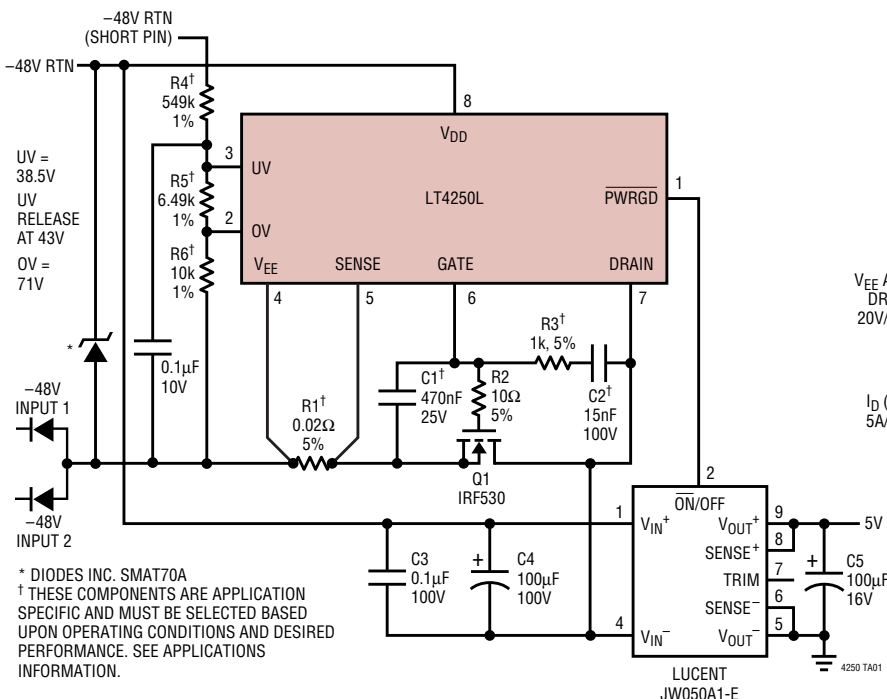 −48V RTN
(SHORT PIN)
−48V RTN
R4†
549k
1%
8
VDD
UV =
38.5V
UV
RELEASE
AT 43V
OV =
71V
3
UV
R5†
6.49k
1%
LT4250L
PWRGD
1
2
OV
R6†
10k
1%
VEE
SENSE
GATE
DRAIN
4
5
6
7
VEE A
DR
20V/
*
0.1µF
10V
R3†
1k, 5%
C1†
470nF
25V
R2
10Ω
5%
C2†
15nF
100V
R1†
0.02Ω
5%
ID (
5A/
−48V
INPUT 1
Q1
IRF530
2
−48V
INPUT 2
ON/OFF
1
VIN+
VOUT+
9
5V
SENSE+
8
C3
0.1µF
100V
+
C4
100µF
100V
TRIM
7
+
C5
100µF
16V
SENSE−
6
4
VIN−
VOUT−
5
* DIODES INC. SMAT70A
† THESE COMPONENTS ARE APPLICATION
SPECIFIC AND MUST BE SELECTED BASED
UPON OPERATING CONDITIONS AND DESIRED
PERFORMANCE. SEE APPLICATIONS
INFORMATION.
LUCENT
JW050A1-E
4250 TA01